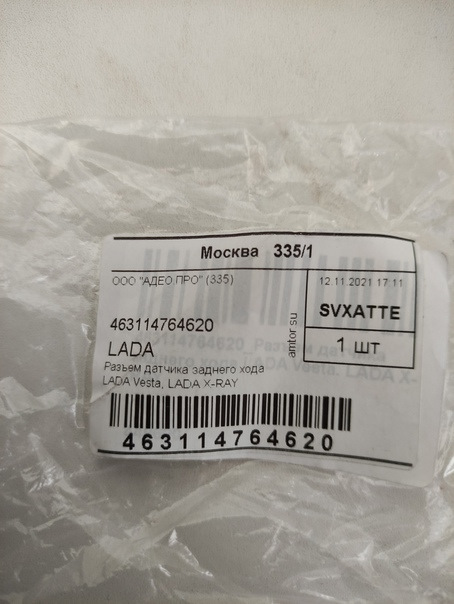 Москва 335/1
ООО "АДЕО ПРО" (335)
12.11.2021 17:11
SVXATTE
463114764620
amtor su
1 шт
LADA
Разъем датчика заднего хода
LADA Vesta, LADA X-RAY
463114764620